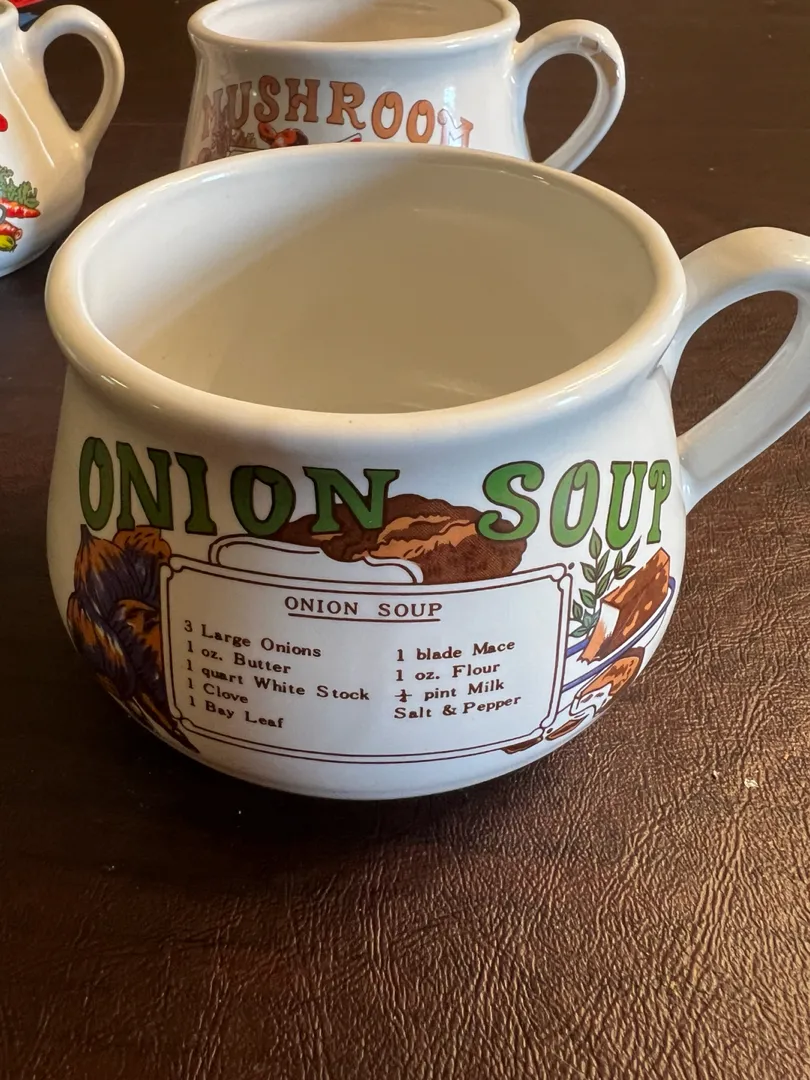 MUSHROOM
ONION SOUP
ONION SOUP
3 Large Onions
1 oz. Butter
1 quart White Stock
1 Clove
1 Bay Leaf
1 blade Mace
1 oz. Flour
¼ pint Milk
Salt & Pepper